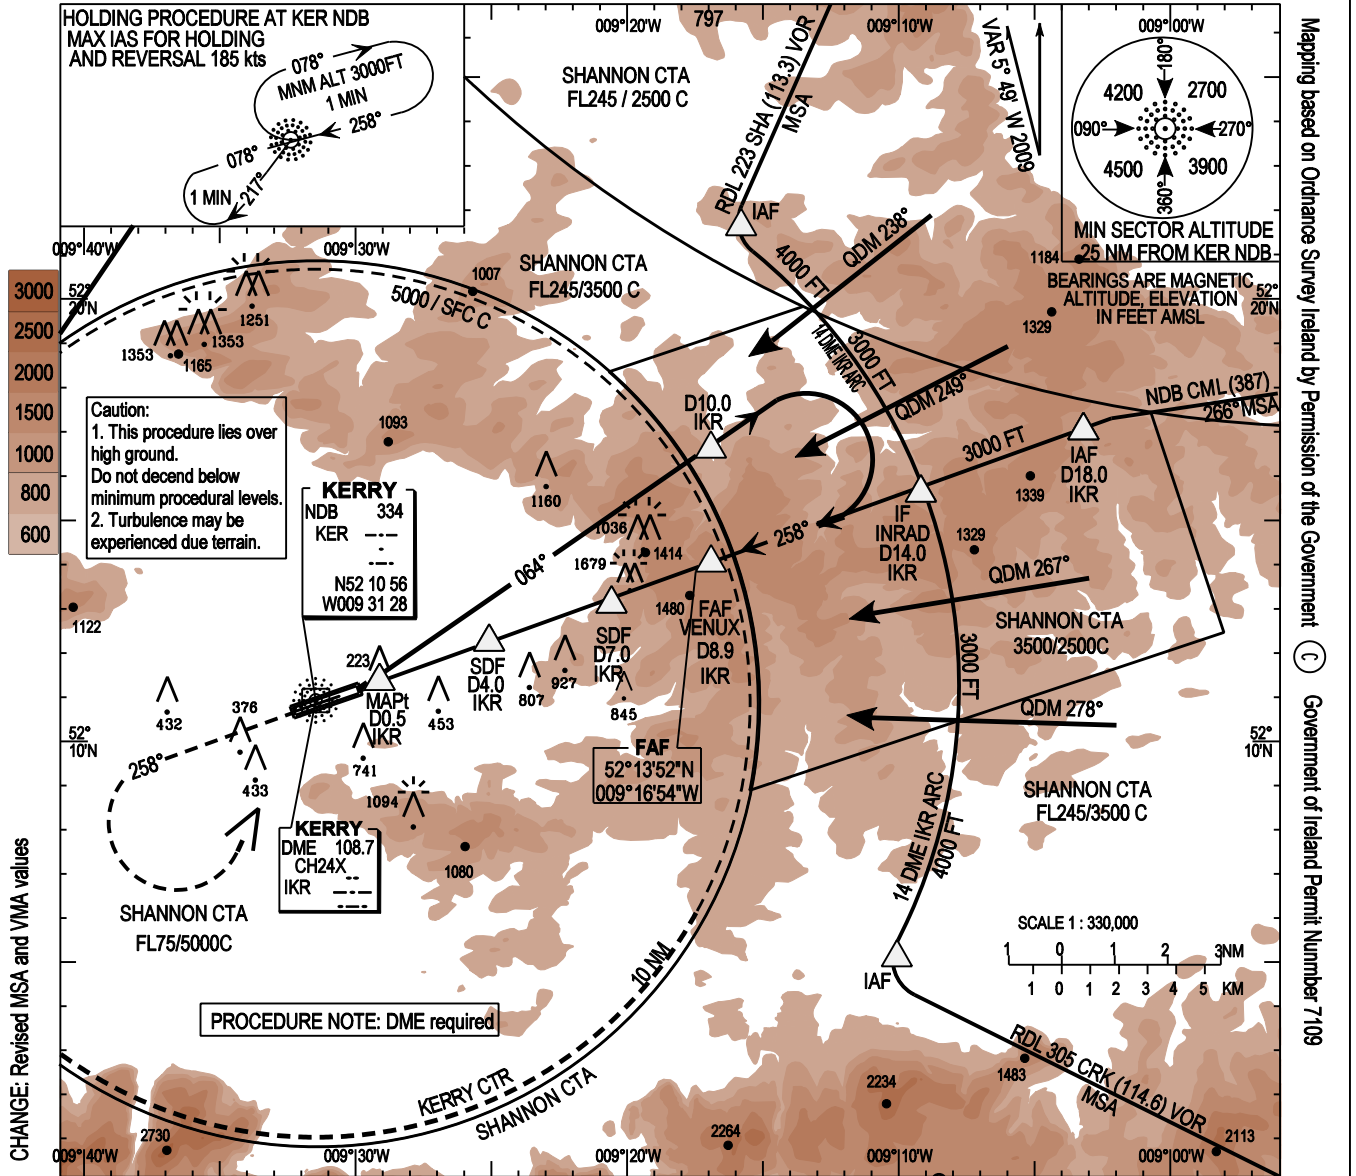 HOLDING PROCEDURE AT KER NDB
MAX IAS FOR HOLDING
AND REVERSAL 185 kts
078°
MNM ALT 3000FT
1 MIN
258°
078°
1 MIN
217°
009°20'W
797
009°10'W
009°00'W
SHANNON CTA
FL245 / 2500 C
RDL 223 SHA (113.3) VOR
MSA
VAR 5° 49' W 2009
180°
4200
2700
090°
270°
4500
3900
360°
MIN SECTOR ALTITUDE
25 NM FROM KER NDB
1184
BEARINGS ARE MAGNETIC
ALTITUDE, ELEVATION
IN FEET AMSL
52°
20'N
1329
009°40'W
009°30'W
52°
20'N
SHANNON CTA
FL245/3500 C
1007
5000 / SFC C
1251
1353
1353
1165
IAF
4000 FT
QDM 238°
14 DME IKR ARC
3000 FT
QDM 249°
NDB CML (387)
266° MSA
3000
2500
2000
1500
1000
800
600
Caution:
1. This procedure lies over
high ground.
Do not decend below
minimum procedural levels.
2. Turbulence may be
experienced due terrain.
1093
D10.0
IKR
3000 FT
IAF
D18.0
IKR
1339
1160
KERRY
NDB 334
KER
N52 10 56
W009 31 28
1036
1414
1679
258°
IF
INRAD
D14.0
IKR
1329
064°
1480
FAF
VENUX
D8.9
IKR
QDM 267°
SHANNON CTA
3500/2500C
1122
SDF
D7.0
IKR
SDF
D4.0
IKR
223
MAPt
D0.5
IKR
927
807
845
453
3000 FT
QDM 278°
432
376
741
433
258°
52°
10'N
52°
10'N
FAF
52°13'52"N
009°16'54"W
1094
1080
KERRY
DME 108.7
CH24X
IKR
SHANNON CTA
FL245/3500 C
14 DME IKR ARC
4000 FT
SHANNON CTA
FL75/5000C
10 NM
IAF
SCALE 1 : 330,000
1 0 1 2 3NM
1 0 1 2 3 4 5 KM
PROCEDURE NOTE: DME required
KERRY CTR
SHANNON CTA
RDL 305 CRK (114.6) VOR
MSA
1483
2234
2264
2113
2730
009°40'W
009°30'W
009°20'W
009°10'W
009°00'W
CHANGE: Revised MSA and VMA values
Mapping based on Ordnance Survey Ireland by Permission of the Government C Government of Ireland Permit Nunmber 7109